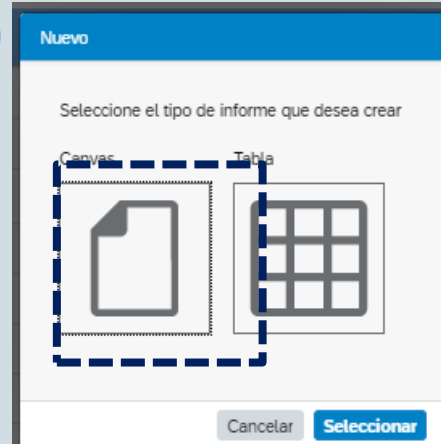 Nuevo
Seleccione el tipo de informe que desea crear
Canvas Tabla
Cancelar Seleccionar